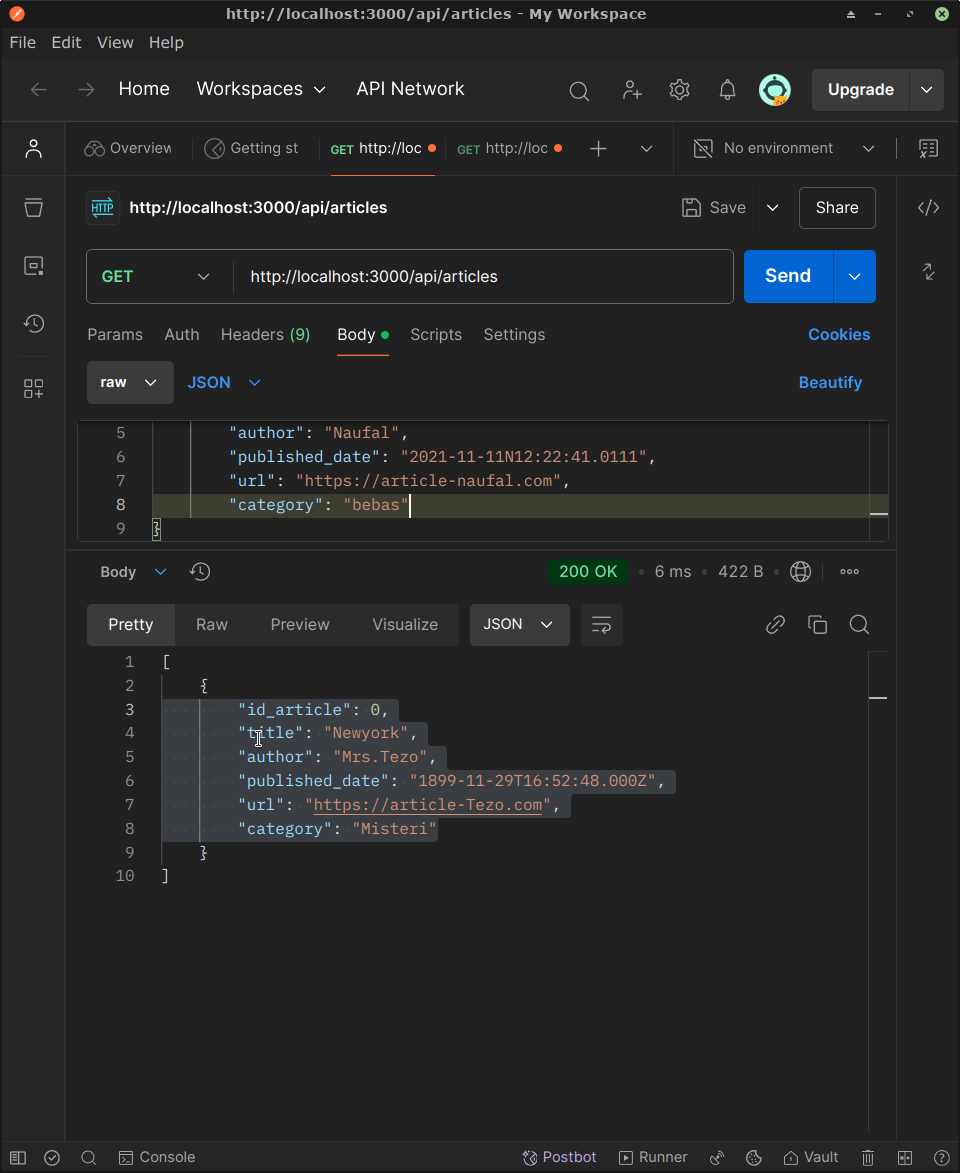 http://localhost:3000/api/articles - My Workspace
File Edit View Help
Home Workspaces API Network Upgrade
Overview Getting st GET http://loc GET http://loc No environment
HTTP http://localhost:3000/api/articles Save Share
GET http://localhost:3000/api/articles Send
Params Auth Headers (9) Body Scripts Settings Cookies
raw JSON Beautify
5 "author": "Naufal",
6 "published_date": "2021-11-11N12:22:41.0111",
7 "url": "https://article-naufal.com",
8 "category": "bebas"
9 }
Body 200 OK • 6 ms • 422 B •
Pretty Raw Preview Visualize JSON
1 [
2 {
3 "id_article": 0,
4 "title": "Newyork",
5 "author": "Mrs.Tezo",
6 "published_date": "1899-11-29T16:52:48.000Z",
7 "url": "https://article-Tezo.com",
8 "category": "Misteri"
9 }
10 ]
Console Postbot Runner Vault